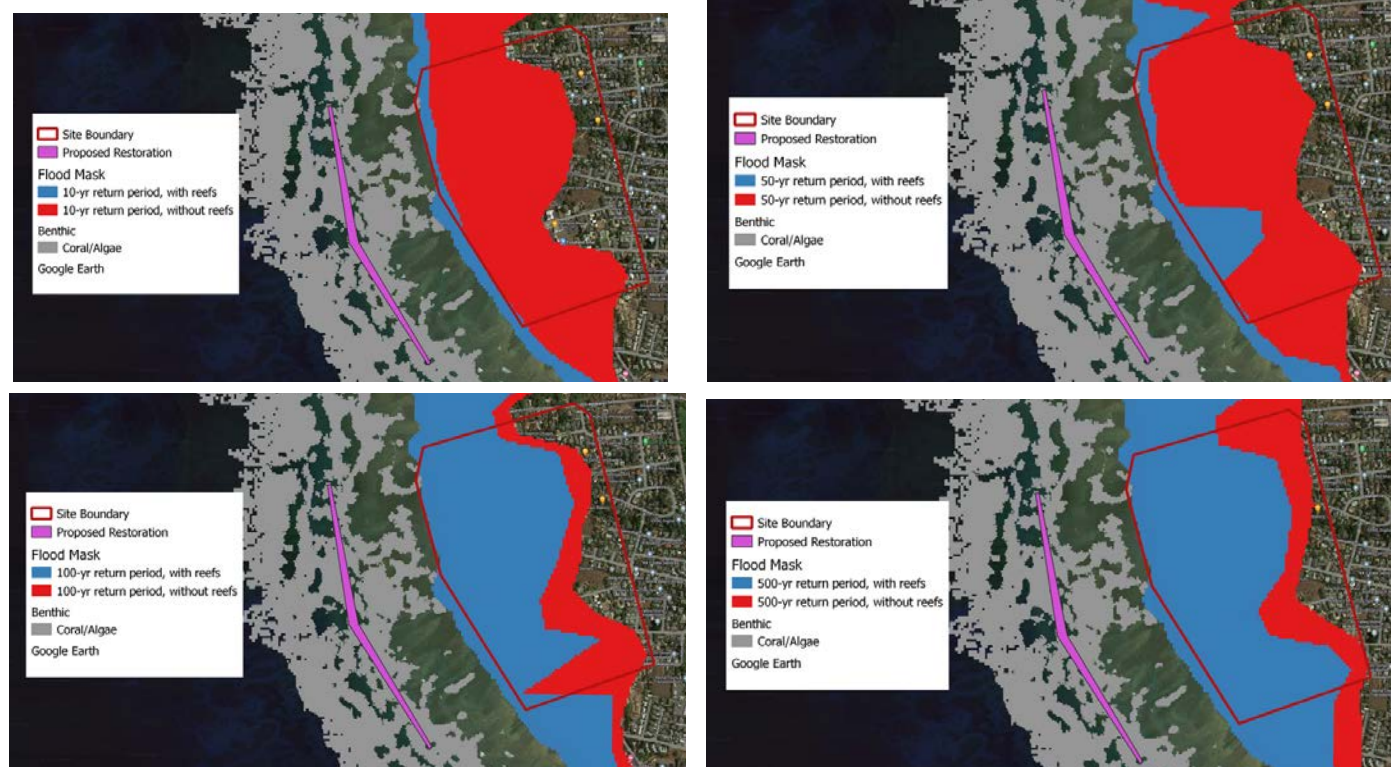 Site Boundary
Proposed Restoration
Flood Mask
10-yr return period, with reefs
10-yr return period, without reefs
Benthic
Coral/Algae
Google Earth
Site Boundary
Proposed Restoration
Flood Mask
50-yr return period, with reefs
50-yr return period, without reefs
Benthic
Coral/Algae
Google Earth
Site Boundary
Proposed Restoration
Flood Mask
100-yr return period, with reefs
100-yr return period, without reefs
Benthic
Coral/Algae
Google Earth
Site Boundary
Proposed Restoration
Flood Mask
500-yr return period, with reefs
500-yr return period, without reefs
Benthic
Coral/Algae
Google Earth